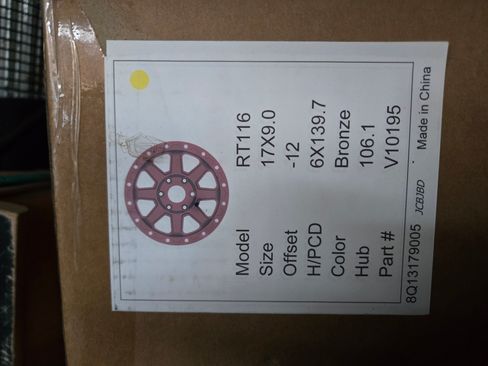 Model RT116
Size 17X9.0
Offset -12
H/PCD 6X139.7
Color Bronze
Hub 106.1
Part # V10195
8Q13179005 JCBJBD Made in China